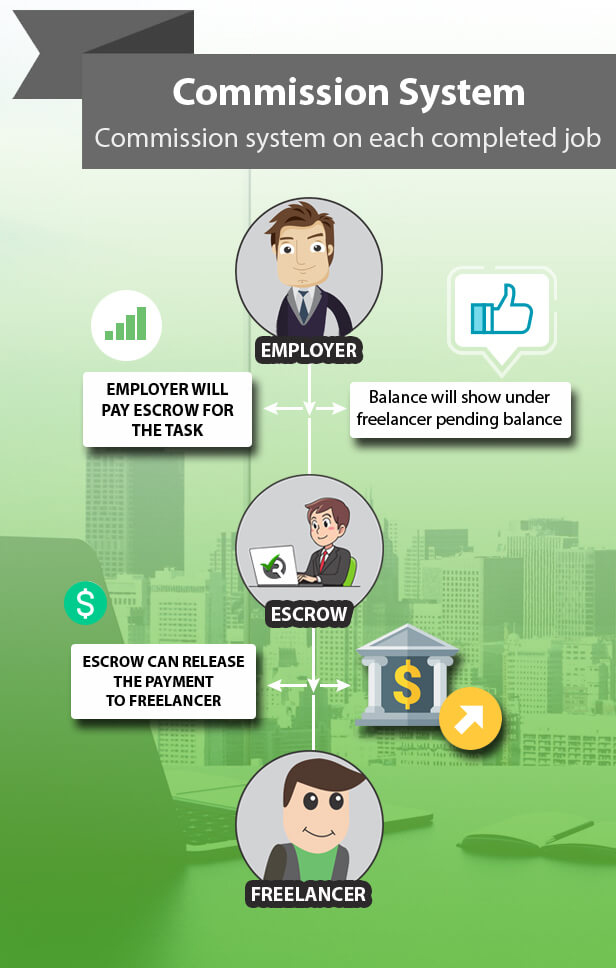 Commission System
Commission system on each completed job
EMPLOYER
EMPLOYER WILL
PAY ESCROW FOR
THE TASK
Balance will show under
freelancer pending balance
ESCROW
$
ESCROW CAN RELEASE
THE PAYMENT
TO FREELANCER
$
FREELANCER